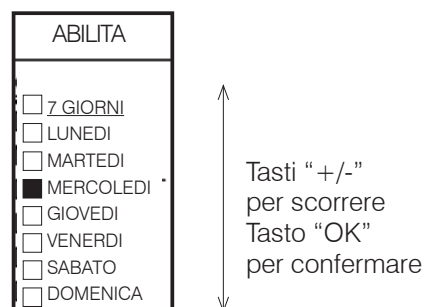 ABILITA
7 GIORNI
LUNEDI
MARTEDI
MERCOLEDI
GIOVEDI
VENERDI
SABATO
DOMENICA
Tasti “+/-”
per scorrere
Tasto “OK”
per confermare